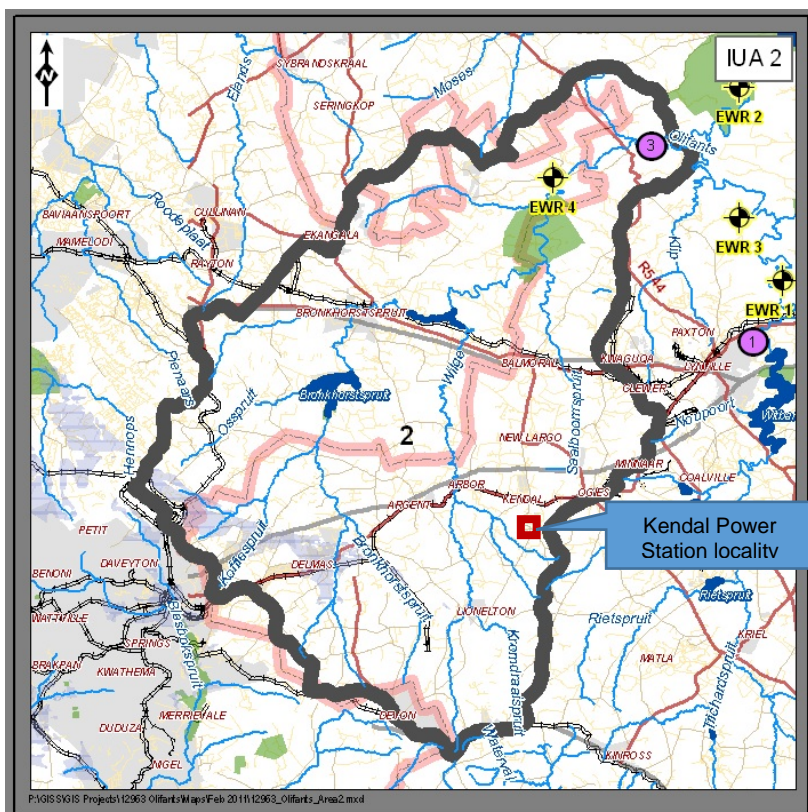 IUA 2
N
SYBRANDSKRAAL
SERINGKOP
Elands
Moses
EWR 2
3
Olifants
EWR 4
Roodeplaat
CULLINAN
BAVIAANSPOORT
MAMELODI
EKANGALA
RAYTON
EWR 3
Klip
R544
EWR 1
BRONKHORSTSPRUIT
PAXTON
1
Pienaars
BALMORAL
KWAGUQA
LYNVILLE
CLEWER
Wilge
Bronkhorstspruit
Saalboomspruit
Osspruit
Noupoort
Witbank
2
NEW LARGO
Hennops
MINNAAR
COALVILLE
ARBOR
KENDAL
OGIES
ARGENT
PETIT
Kendal Power
Station locality
Koffiespruit
DAVEYTON
BENONI
DELMAS
Bronkhorstspruit
WATTVILLE
Blesbokspruit
LIONELTON
Rietspruit
Rietspruit
SPRINGS
KRIEL
BRAKPAN
KWATHEMA
Kromdraaispruit
MATLA
Trichardspruit
MERRIEVALE
DUDUZA
DEVON
NIGEL
Waterval
KINROSS
P:\GISS\GIS Projects\12963 Olifants\Maps\Feb 2011\12963_Olifants_Area2.mxd